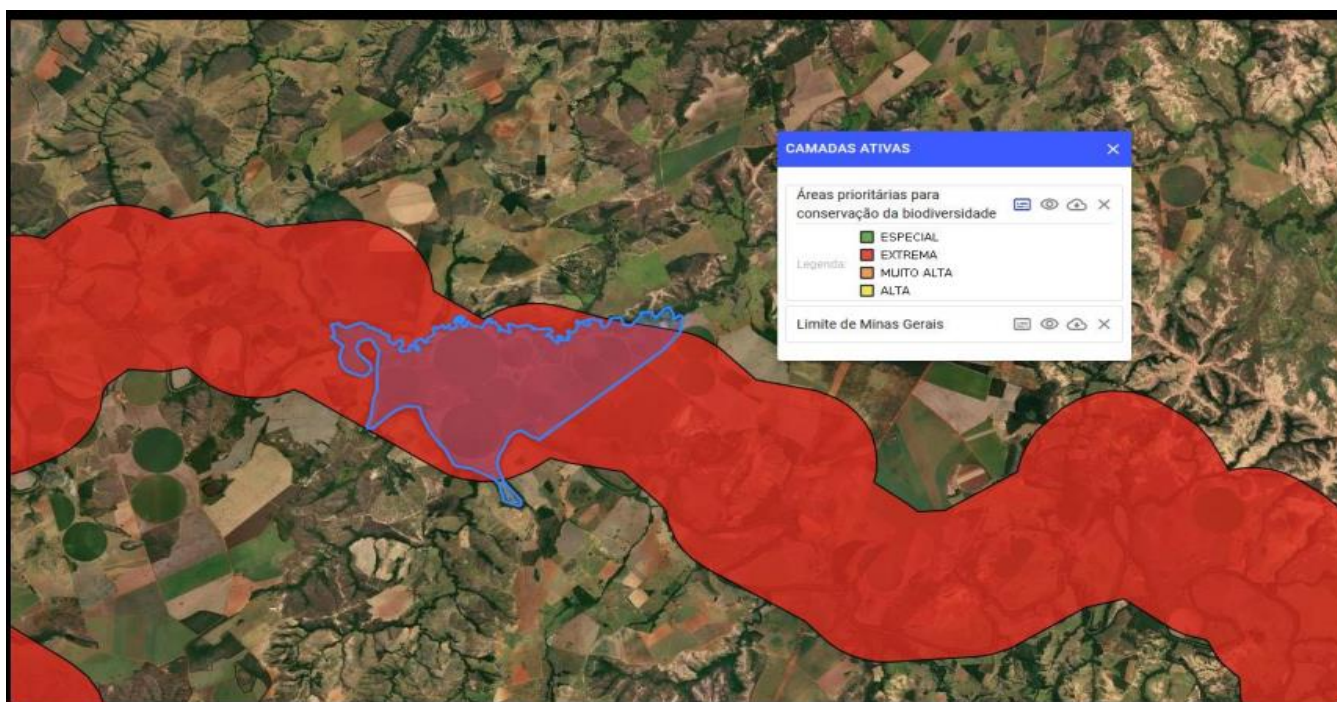 CAMADAS ATIVAS
Áreas prioritárias para
conservação da biodiversidade
Legenda:
ESPECIAL
EXTREMA
MUITO ALTA
ALTA
Limite de Minas Gerais